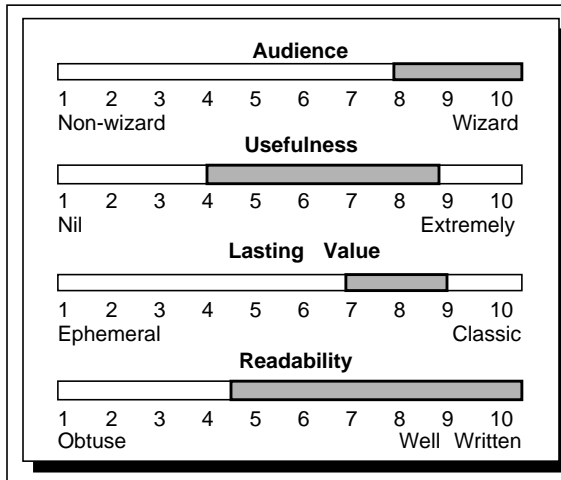 Audience
1 2 3 4 5 6 7 8 9 10
Non-wizard Wizard
Usefulness
1 2 3 4 5 6 7 8 9 10
Nil Extremely
Lasting Value
1 2 3 4 5 6 7 8 9 10
Ephemeral Classic
Readability
1 2 3 4 5 6 7 8 9 10
Obtuse Well Written